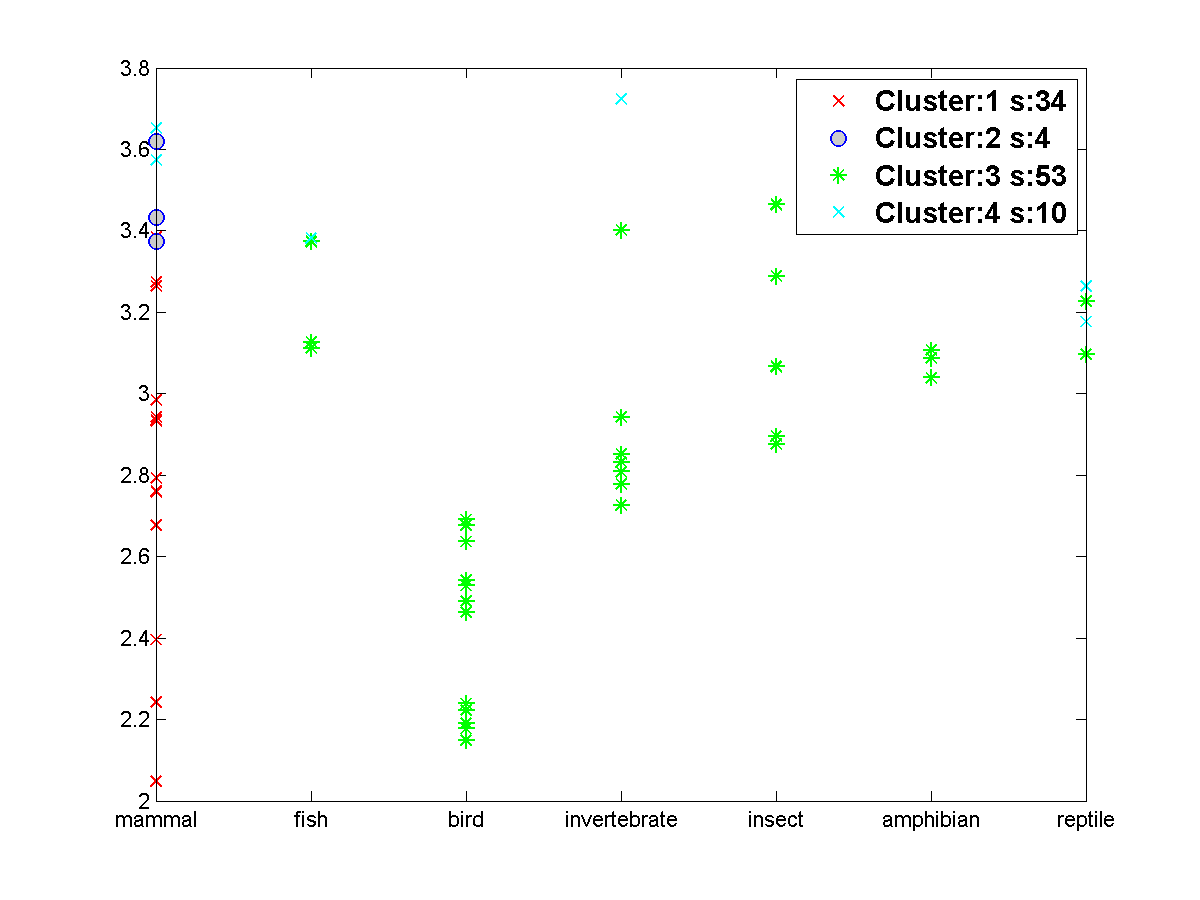 3.8
3.6
3.4
3.2
3
2.8
2.6
2.4
2.2
2
mammal fish bird invertebrate insect amphibian reptile
Cluster:1 s:34
Cluster:2 s:4
Cluster:3 s:53
Cluster:4 s:10